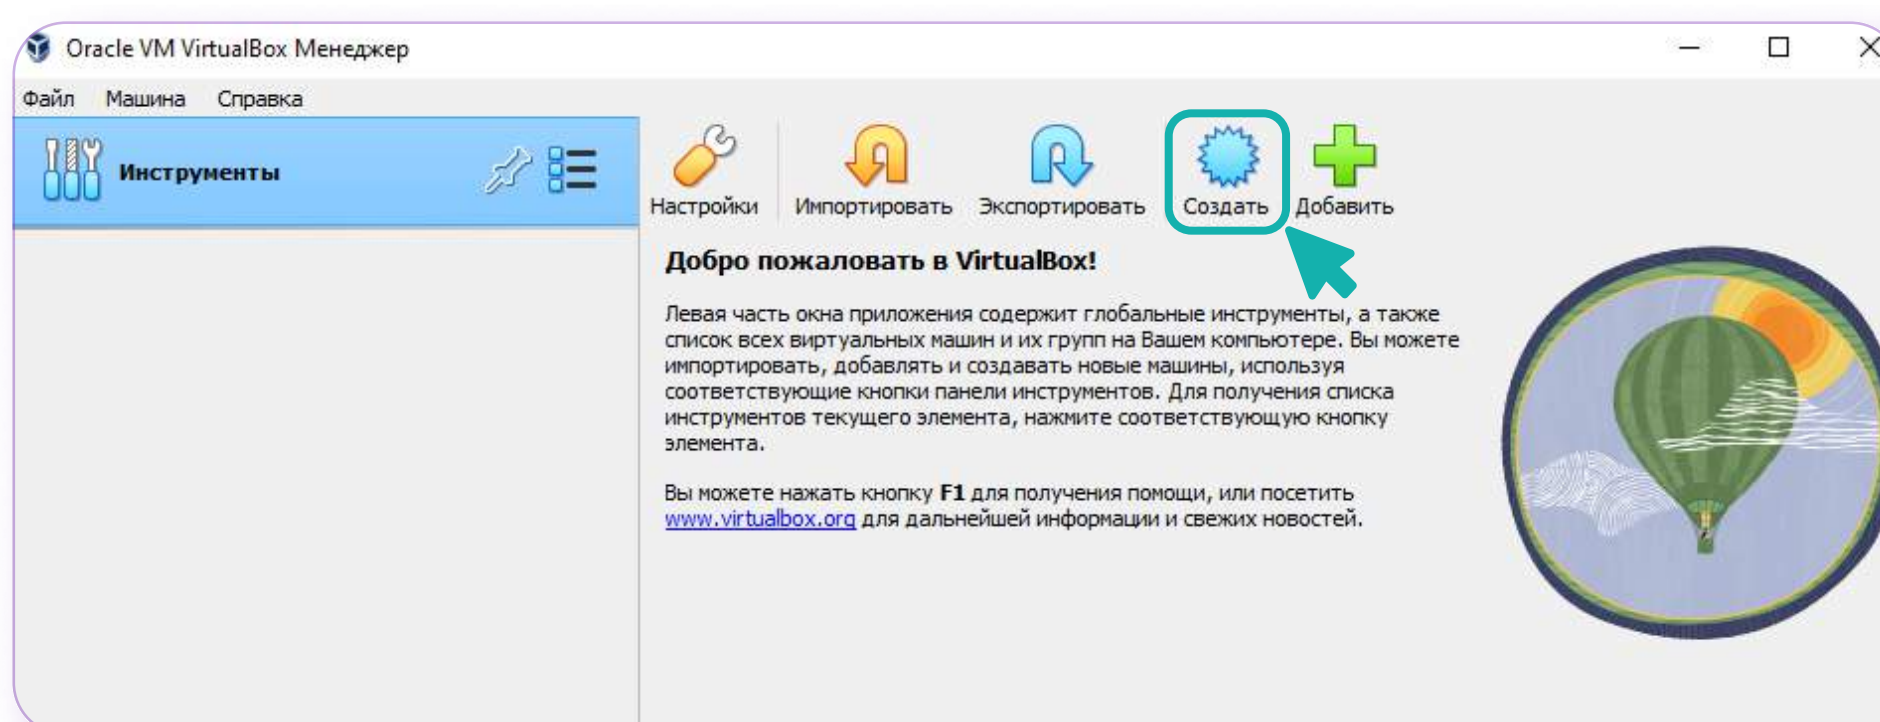 Oracle VM VirtualBox Менеджер
Файл Машина Справка
Инструменты
Настройки Импортировать Экспортировать Создать Добавить
Добро пожаловать в VirtualBox!
Левая часть окна приложения содержит глобальные инструменты, а также
список всех виртуальных машин и их групп на Вашем компьютере. Вы можете
импортировать, добавлять и создавать новые машины, используя
соответствующие кнопки панели инструментов. Для получения списка
инструментов текущего элемента, нажмите соответствующую кнопку
элемента.
Вы можете нажать кнопку F1 для получения помощи, или посетить
www.virtualbox.org для дальнейшей информации и свежих новостей.